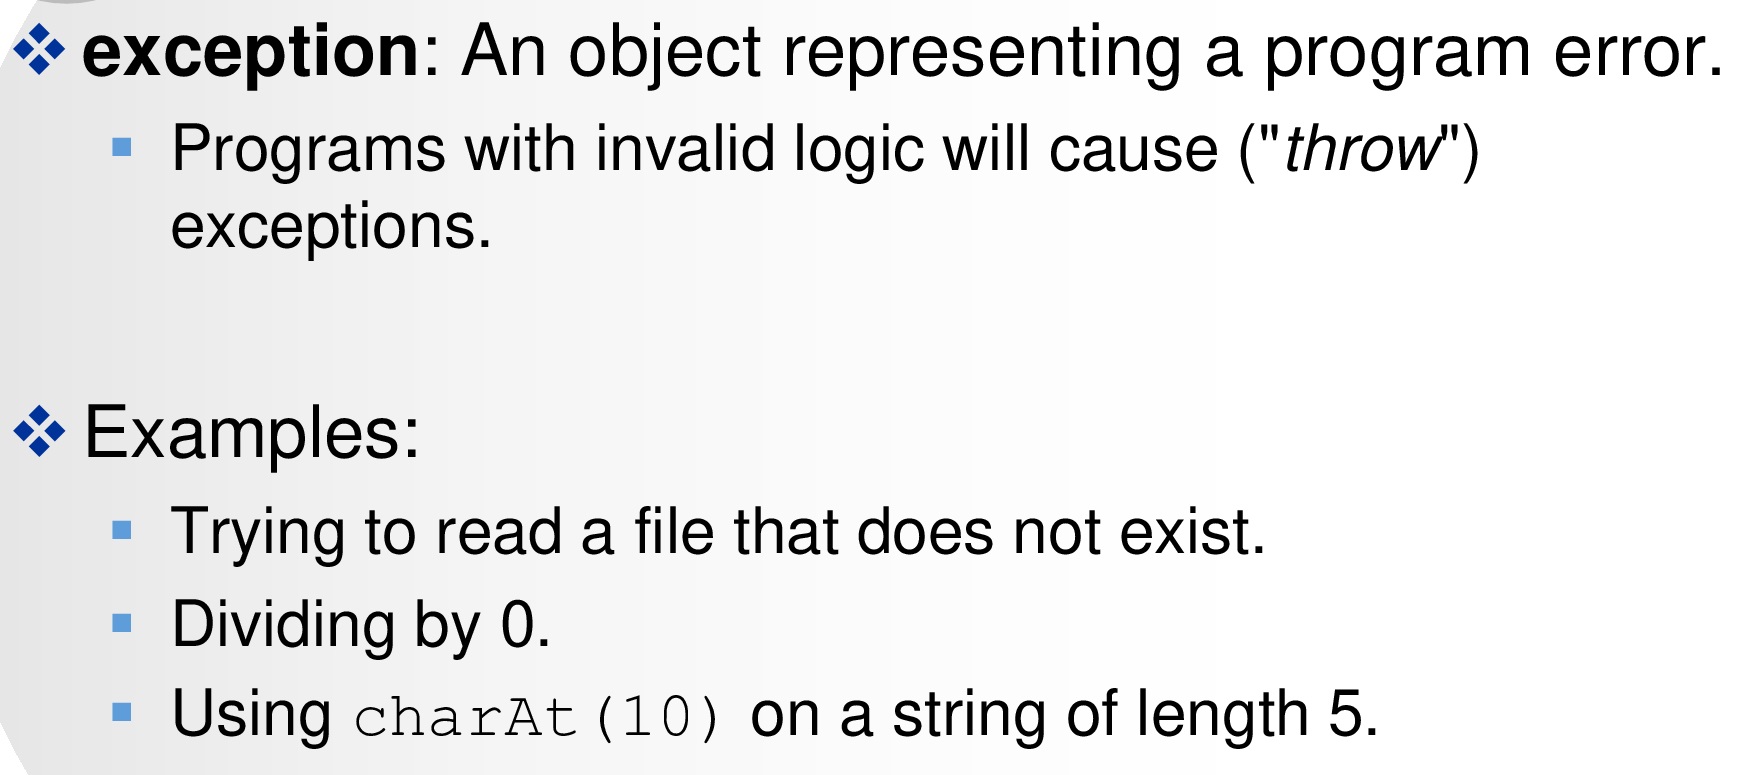 exception: An object representing a program error.
Programs with invalid logic will cause ("throw")
exceptions.
Examples:
Trying to read a file that does not exist.
Dividing by 0.
Using charAt(10) on a string of length 5.